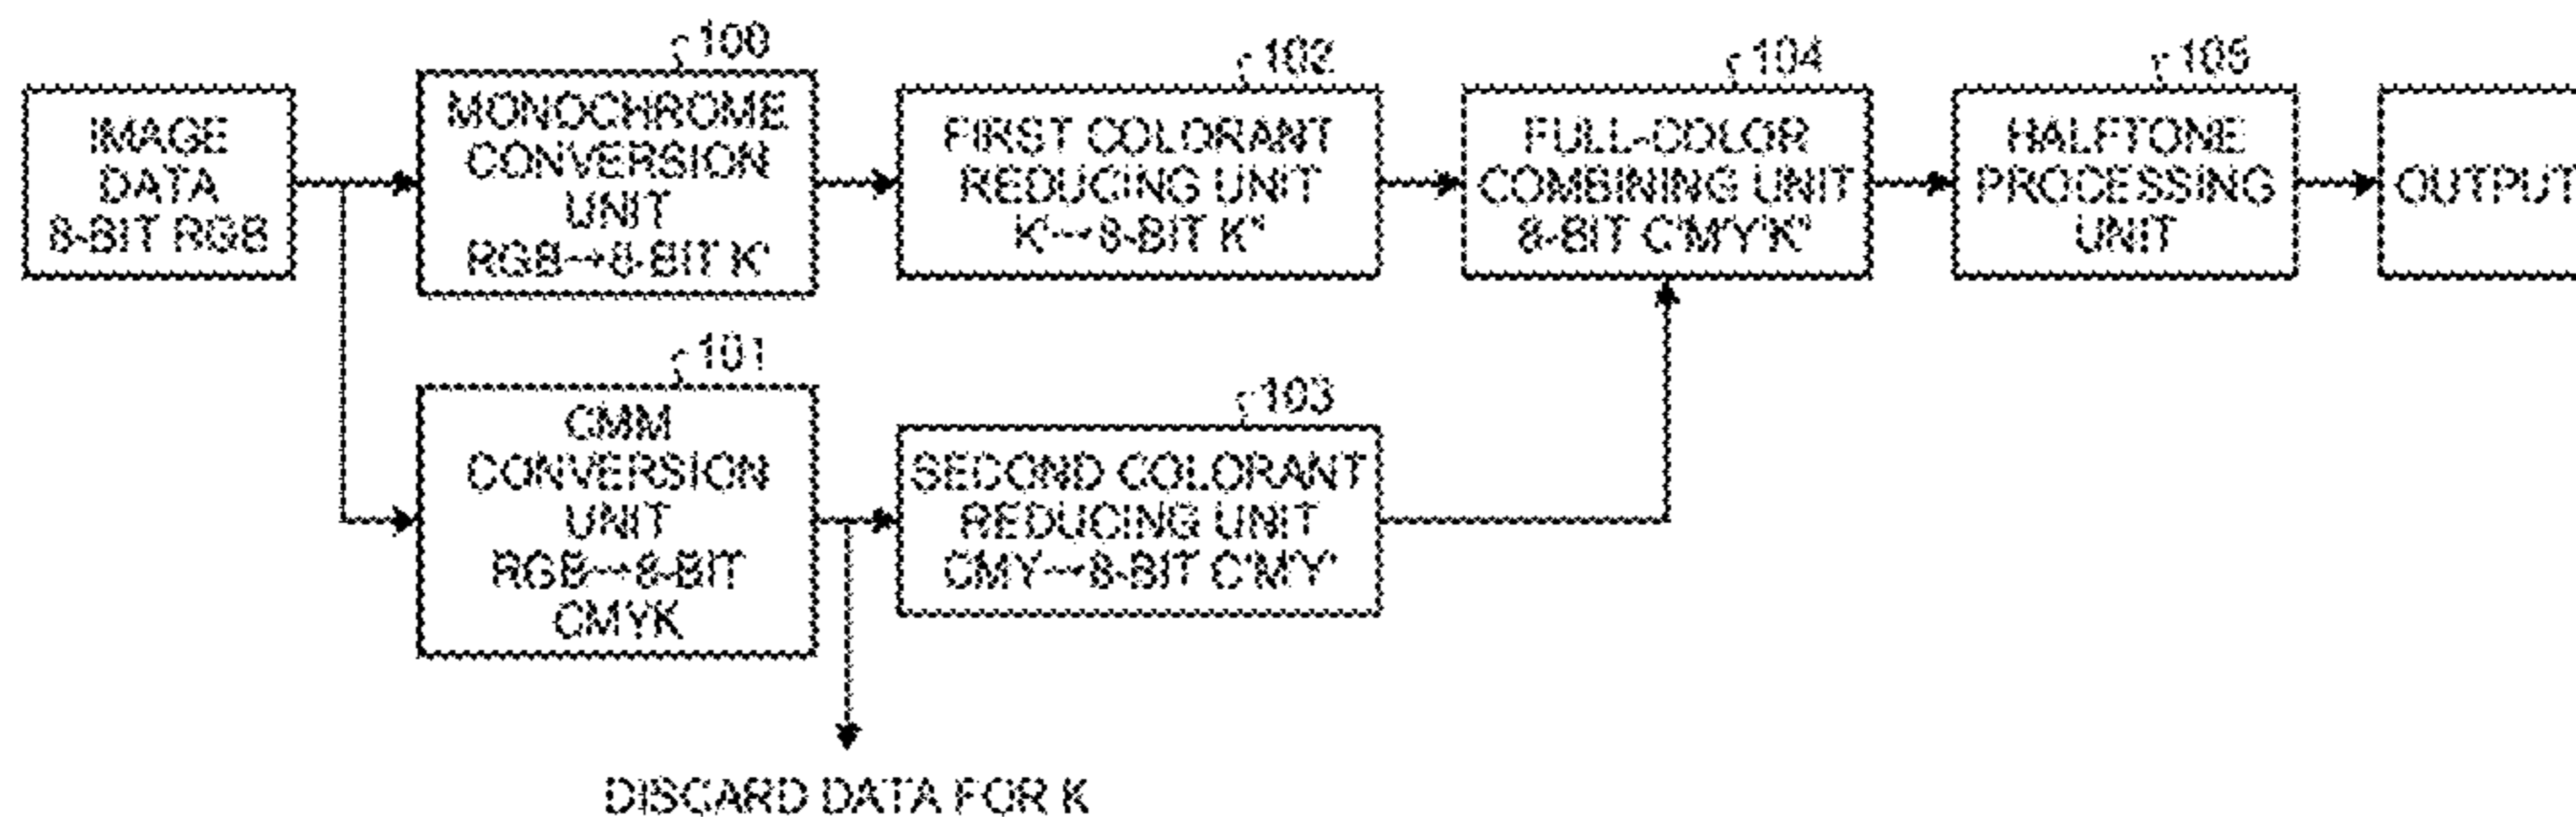 100
IMAGE
DATA
8-BIT RGB
MONOCHROME
CONVERSION
UNIT
RGB→8-BIT K'
102
FIRST COLORANT
REDUCING UNIT
K'→8-BIT K"
104
FULL-COLOR
COMBINING UNIT
8-BIT C'M'Y'K"
105
HALFTONE
PROCESSING
UNIT
OUTPUT
101
CMM
CONVERSION
UNIT
RGB→8-BIT
CMYK
103
SECOND COLORANT
REDUCING UNIT
CMY→8-BIT C'M'Y'
DISCARD DATA FOR K